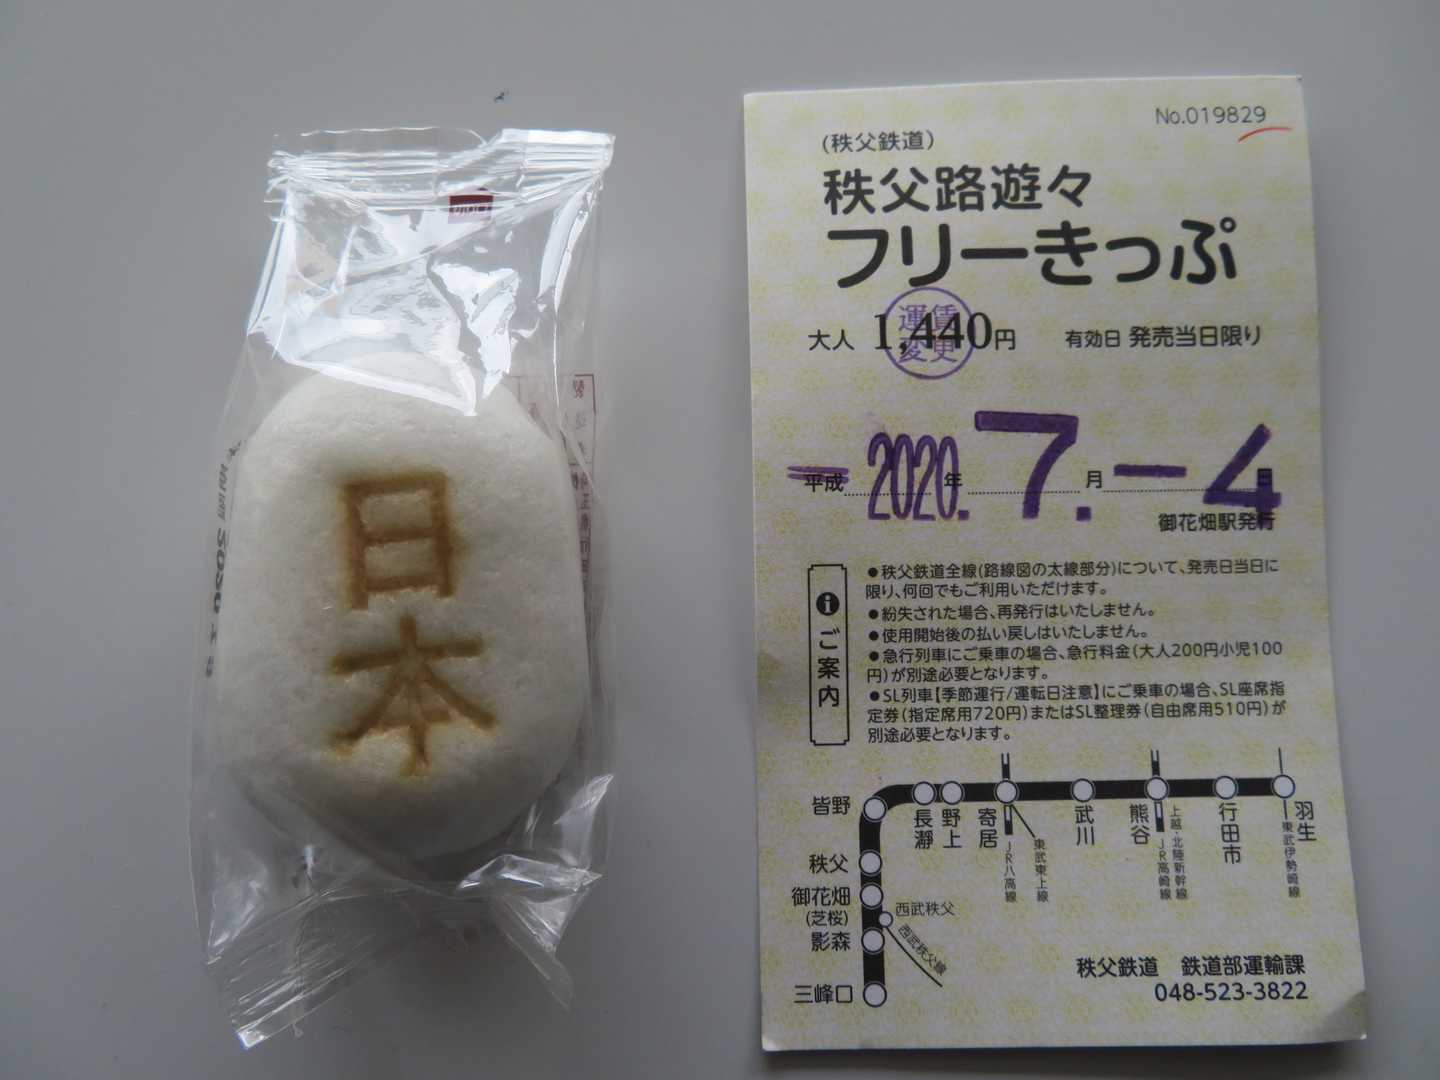 日本
No.019829
(秩父鉄道)
秩父路遊々
フリーきっぷ
大人 1,440円 有効日 発売当日限り
運賃
変更
平成 2020.年 7.月 -4日
御花畑駅発行
ご案内
●秩父鉄道全線(路線図の太線部分)について、発売日当日に
限り、何回でもご利用いただけます。
●紛失された場合、再発行はいたしません。
●使用開始後の払い戻しはいたしません。
●急行列車にご乗車の場合、急行料金(大人200円小児100
円)が別途必要となります。
●SL列車【季節運行/運転日注意】にご乗車の場合、SL座席指
定券(指定席用720円)またはSL整理券(自由席用510円)が
別途必要となります。
皆野
長瀞
野上
寄居
武川
熊谷
行田市
羽生
JR八高線
東武東上線
JR高崎線
上越・北陸新幹線
東武伊勢崎線
秩父
御花畑
(芝桜)
西武秩父
西武秩父線
影森
三峰口
秩父鉄道 鉄道部運輸課
048-523-3822